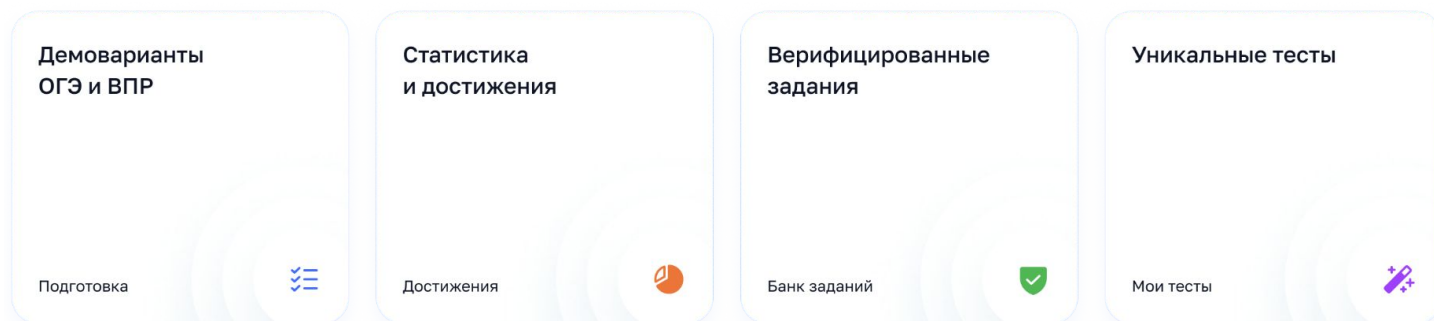 Демоварианты
ОГЭ и ВПР
Подготовка
Статистика
и достижения
Достижения
Верифицированные
задания
Банк заданий
Уникальные тесты
Мои тесты